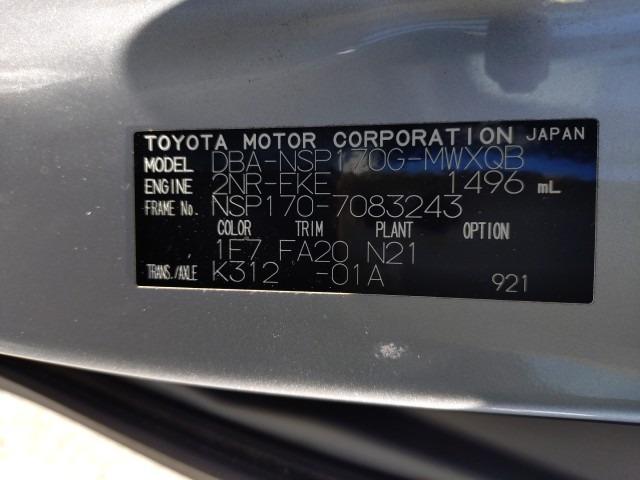 TOYOTA MOTOR CORPORATION JAPAN
MODEL DBA-NSP170G-MWXQB
ENGINE 2NR-FKE 1496 mL
FRAME No. NSP170-7083243
COLOR TRIM PLANT OPTION
1F7 FA20 N21
TRANS./AXLE K312 -01A
921